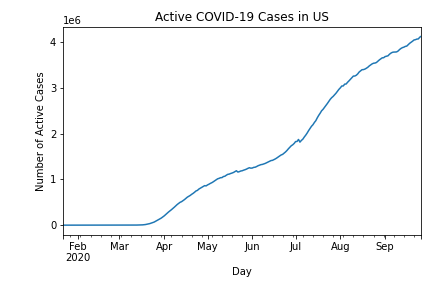 Active COVID-19 Cases in US
1e6
4
3
2
1
0
Number of Active Cases
Feb Mar Apr May Jun Jul Aug Sep
2020
Day